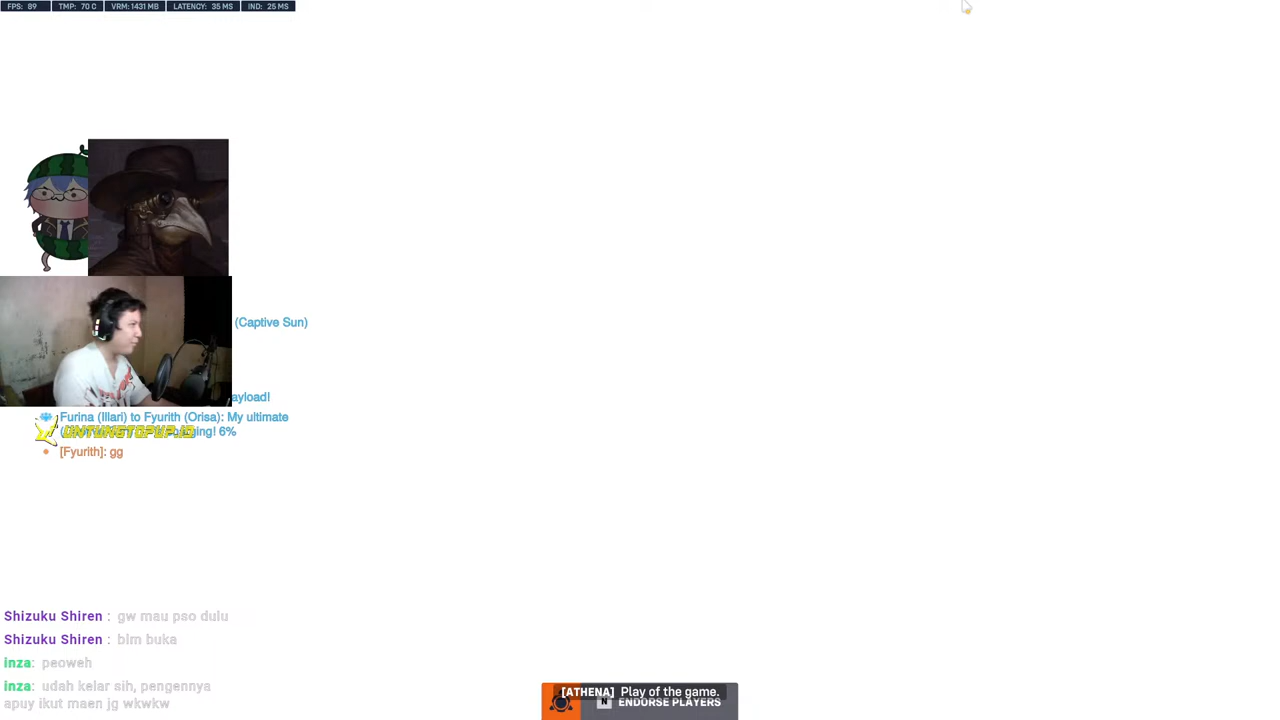 FPS: 89 TMP: 70 C VRM: 1431 MB LATENCY: 35 MS IND: 25 MS
(Captive Sun)
ayload!
Furina (Illari) to Fyurith (Orisa): My ultimate
ging! 6%
UNTUNGTOPUP.ID
[Fyurith]: gg
Shizuku Shiren : gw mau pso dulu
Shizuku Shiren : blm buka
inza: peoweh
inza: udah kelar sih, pengennya
apuy ikut maen jg wkwkw
[ATHENA] Play of the game.
N ENDORSE PLAYERS